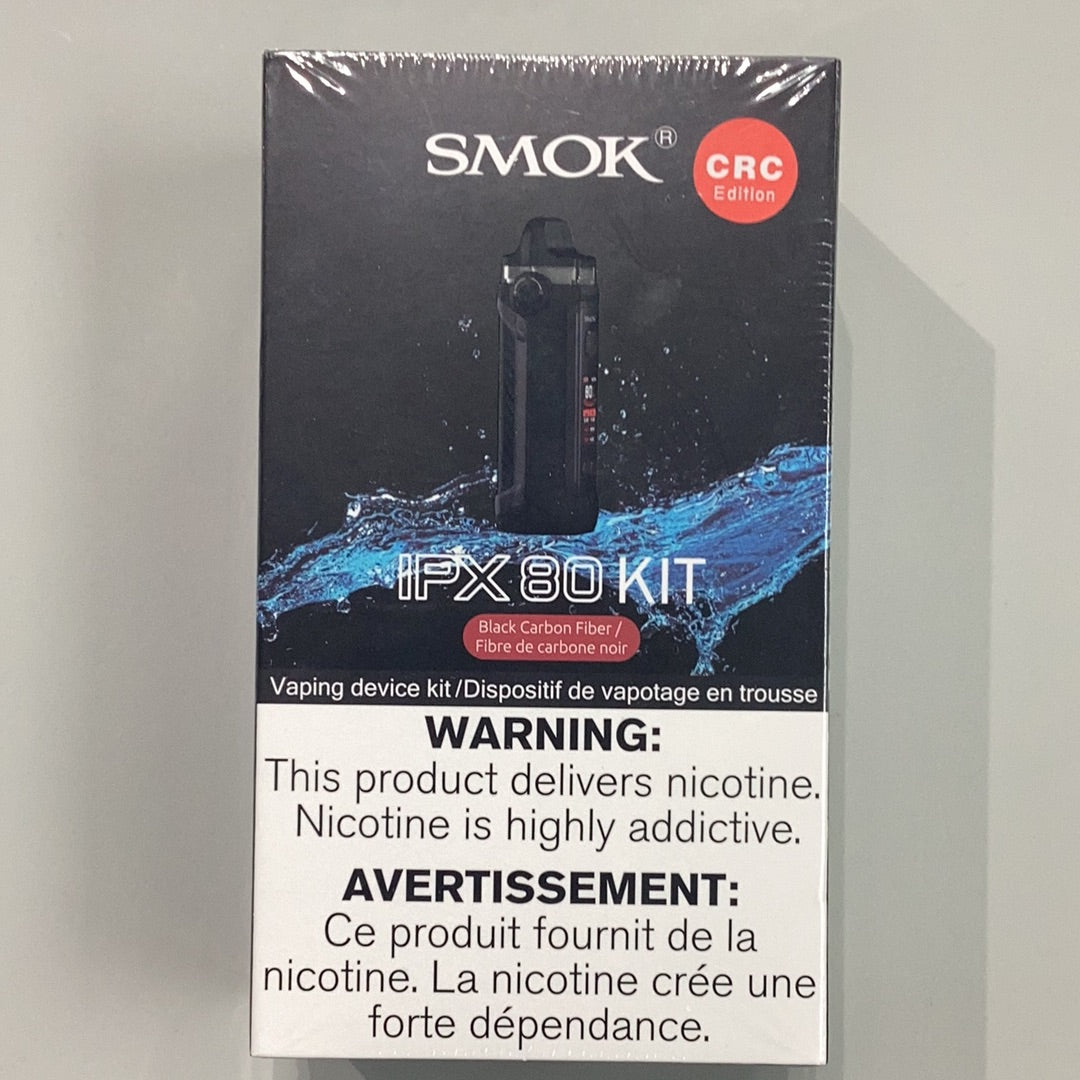 SMOK®
CRC
Edition
IPX 80 KIT
Black Carbon Fiber /
Fibre de carbone noir
Vaping device kit/Dispositif de vapotage en trousse
WARNING:
This product delivers nicotine.
Nicotine is highly addictive.
AVERTISSEMENT:
Ce produit fournit de la
nicotine. La nicotine crée une
forte dépendance.